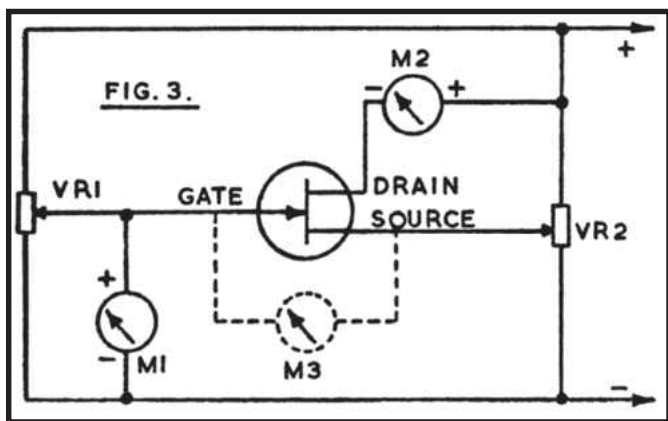 M2
+
- +
FIG. 3.
VR1
GATE
DRAIN
SOURCE
VR2
+
-
M1
M3
-